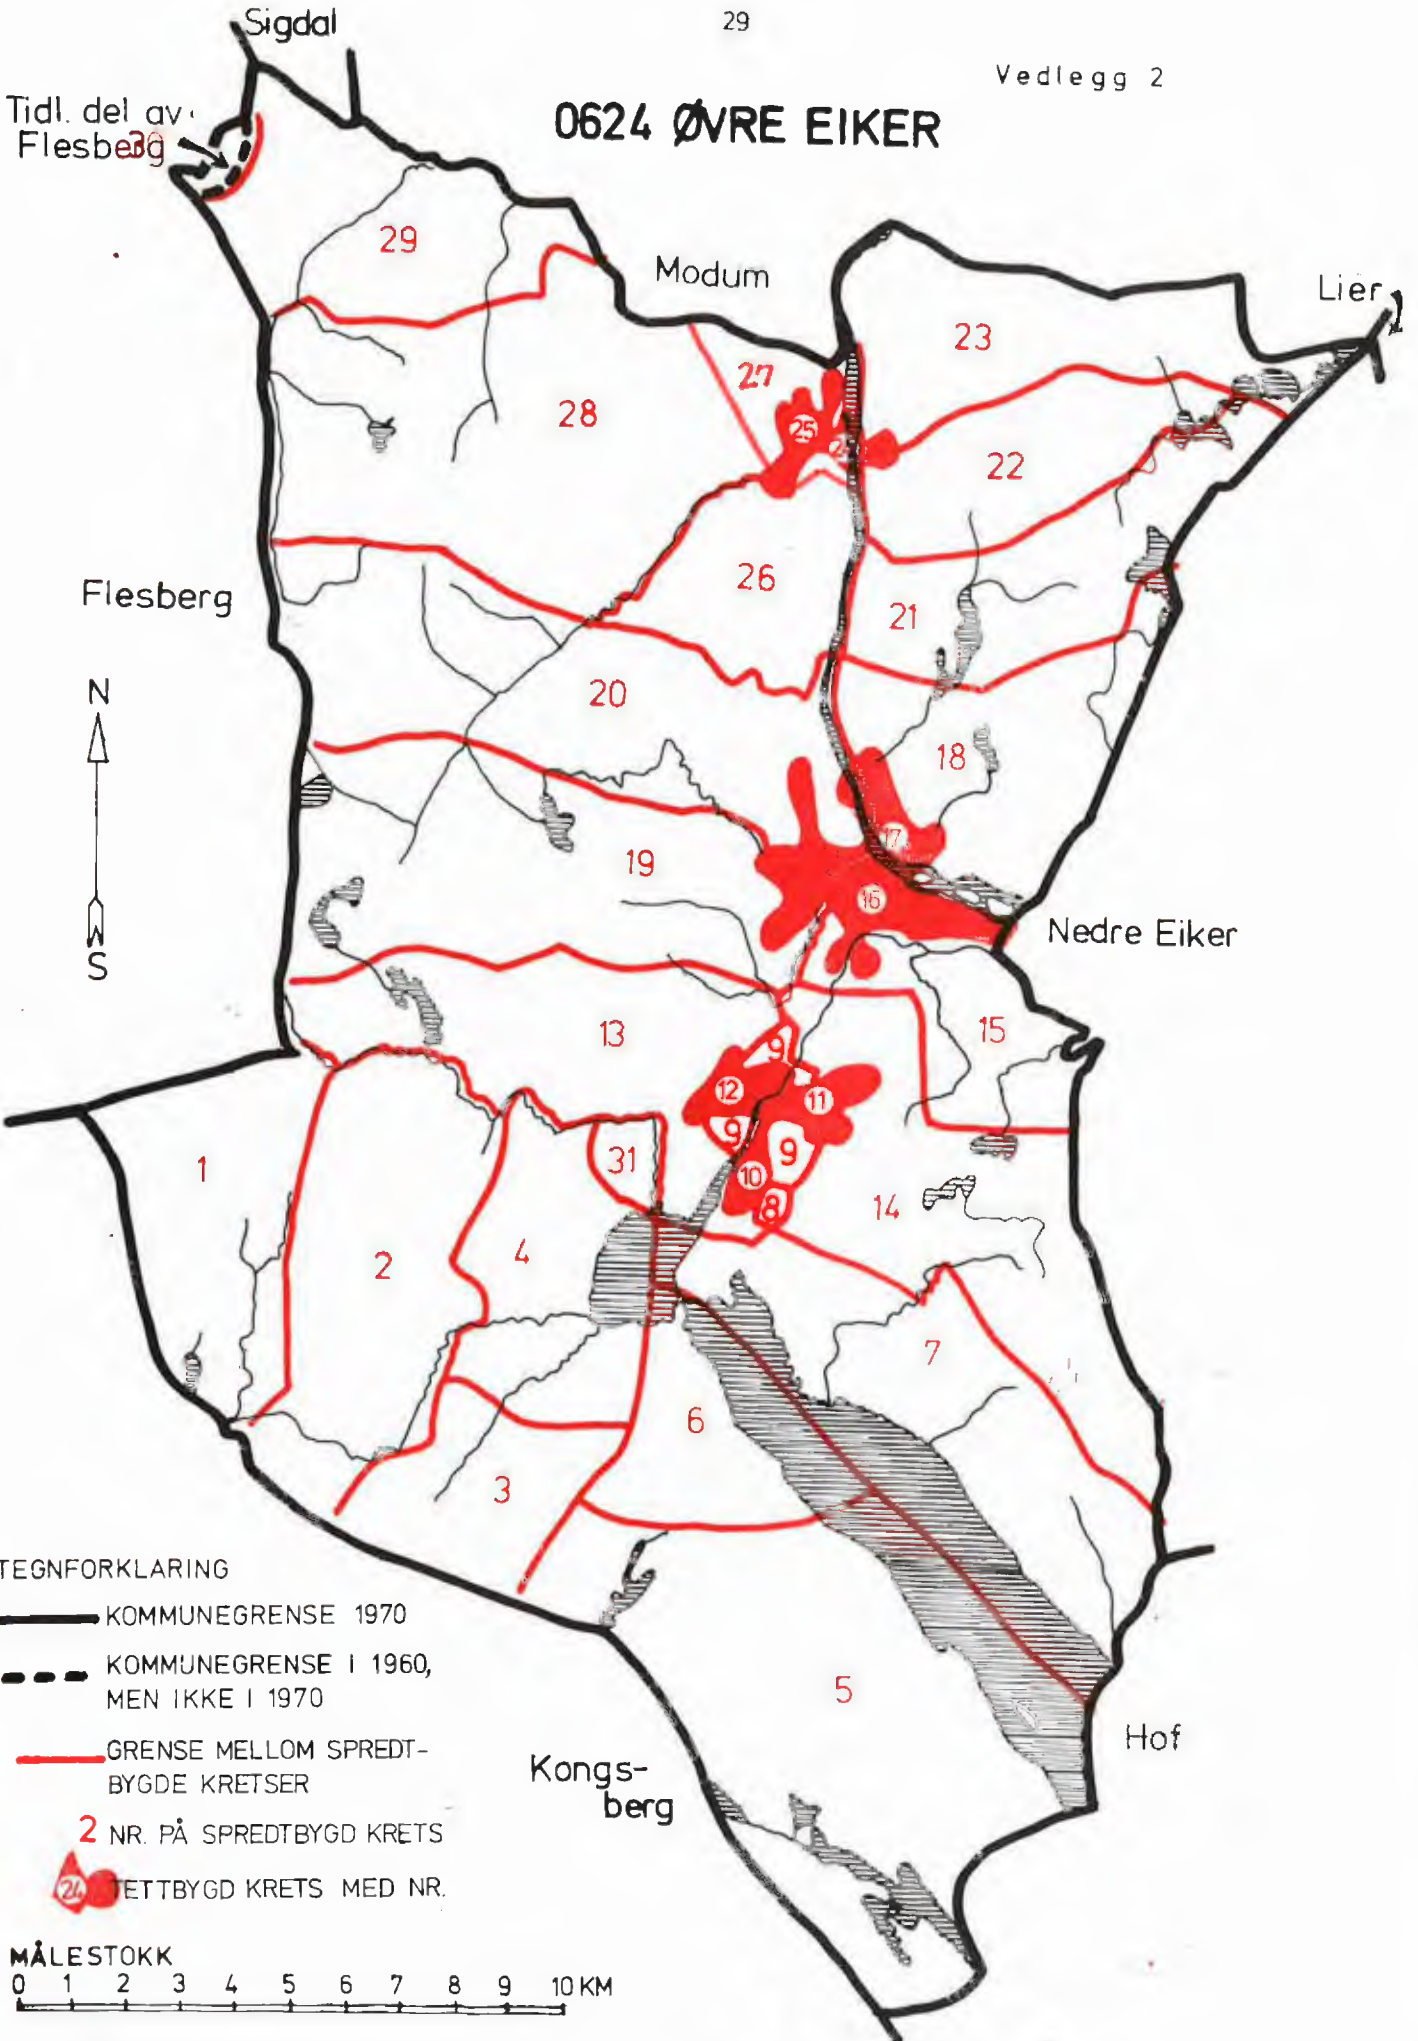 29
Vedlegg 2
0624 ØVRE EIKER
Sigdal
Tidl. del av
Flesberg
30
29
Modum
Lier
23
27
28
25
24
22
26
Flesberg
21
N
20
18
17
19
16
S
Nedre Eiker
13
15
9
12
11
9
9
31
10
8
1
14
2
4
7
6
3
5
Hof
Kongs-
berg
TEGNFORKLARING
KOMMUNEGRENSE 1970
KOMMUNEGRENSE I 1960,
MEN IKKE I 1970
GRENSE MELLOM SPREDT-
BYGDE KRETSER
2 NR. PÅ SPREDTBYGD KRETS
24 TETTBYGD KRETS MED NR.
MÅLESTOKK
0 1 2 3 4 5 6 7 8 9 10 KM